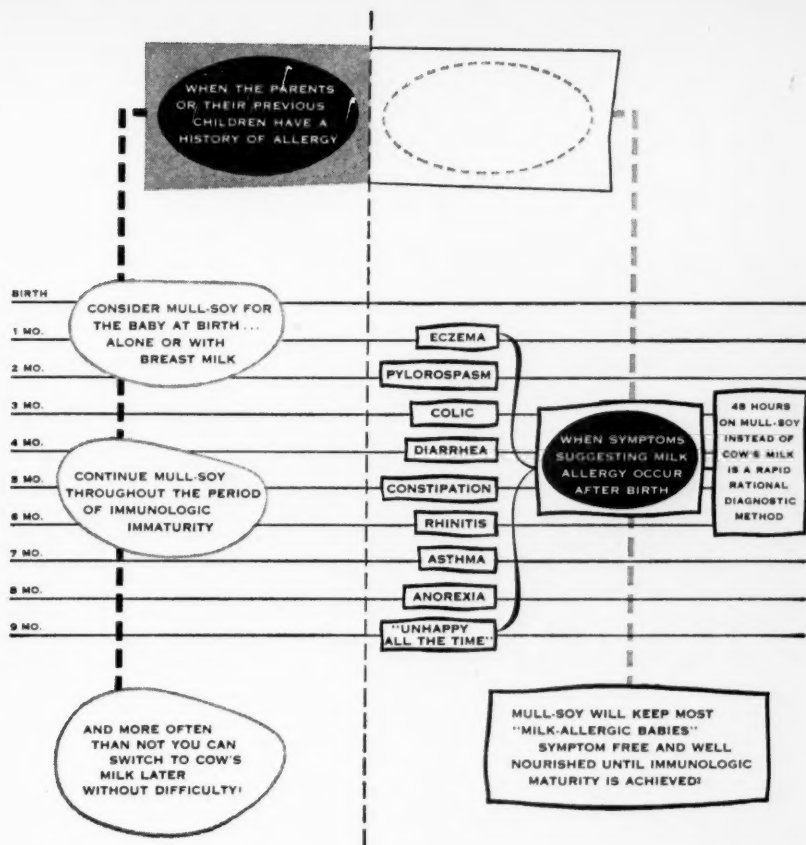 WHEN THE PARENTS
OR THEIR PREVIOUS
CHILDREN HAVE A
HISTORY OF ALLERGY
BIRTH
1 MO.
2 MO.
3 MO.
4 MO.
5 MO.
6 MO.
7 MO.
8 MO.
9 MO.
CONSIDER MULL-SOY FOR
THE BABY AT BIRTH...
ALONE OR WITH
BREAST MILK
CONTINUE MULL-SOY
THROUGHOUT THE PERIOD
OF IMMUNOLOGIC
IMMATURITY
AND MORE OFTEN
THAN NOT YOU CAN
SWITCH TO COW'S
MILK LATER
WITHOUT DIFFICULTY¹
ECZEMA
PYLOROSPASM
COLIC
DIARRHEA
CONSTIPATION
RHINITIS
ASTHMA
ANOREXIA
"UNHAPPY
ALL THE TIME"
WHEN SYMPTOMS
SUGGESTING MILK
ALLERGY OCCUR
AFTER BIRTH
48 HOURS
ON MULL-SOY
INSTEAD OF
COW'S MILK
IS A RAPID
RATIONAL
DIAGNOSTIC
METHOD
MULL-SOY WILL KEEP MOST
"MILK-ALLERGIC BABIES"
SYMPTOM FREE AND WELL
NOURISHED UNTIL IMMUNOLOGIC
MATURITY IS ACHIEVED²